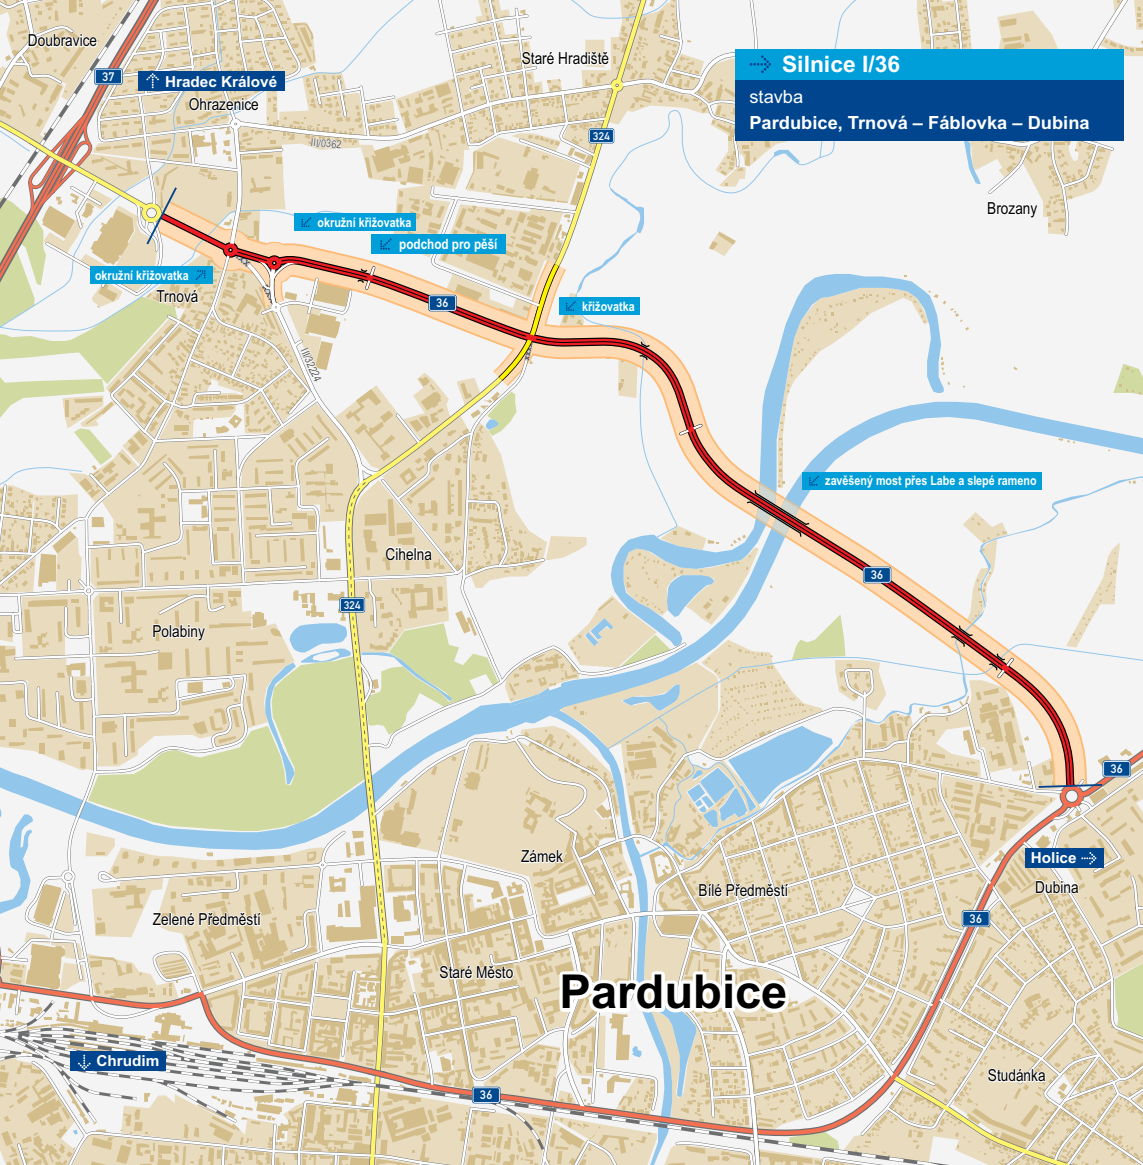 Doubravice
Staré Hradiště
Silnice I/36
37
Hradec Králové
stavba
Ohrazenice
Pardubice, Trnová – Fáblovka – Dubina
324
III/0362
Brozany
okružní křižovatka
podchod pro pěší
okružní křižovatka
Trnová
36
křižovatka
III/32224
zavěšený most přes Labe a slepé rameno
Cihelna
36
324
Polabiny
36
Zámek
Holice
Bílé Předměstí
Dubina
Zelené Předměstí
36
Staré Město
Pardubice
Chrudim
Studánka
36